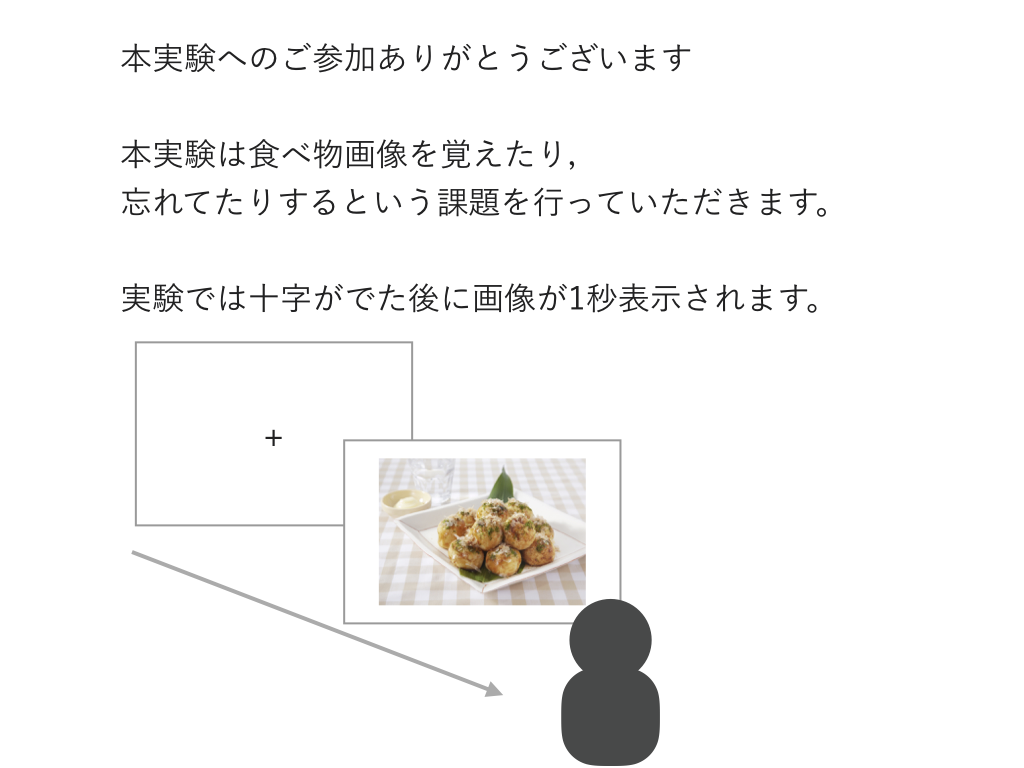 本実験へのご参加ありがとうございます
本実験は食べ物画像を覚えたり,
忘れてたりするという課題を行っていただきます。
実験では十字がでた後に画像が1秒表示されます。
+